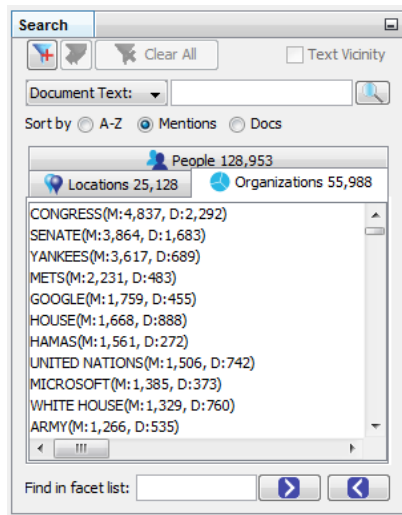 Search
Clear All
Text Vicinity
Document Text:
Sort by A-Z Mentions Docs
People 128,953
Locations 25,128
Organizations 55,988
CONGRESS(M:4,837, D:2,292)
SENATE(M:3,864, D:1,683)
YANKEES(M:3,617, D:689)
METS(M:2,231, D:483)
GOOGLE(M:1,759, D:455)
HOUSE(M:1,668, D:888)
HAMAS(M:1,561, D:272)
UNITED NATIONS(M:1,506, D:742)
MICROSOFT(M:1,385, D:373)
WHITE HOUSE(M:1,329, D:760)
ARMY(M:1,266, D:535)
Find in facet list: